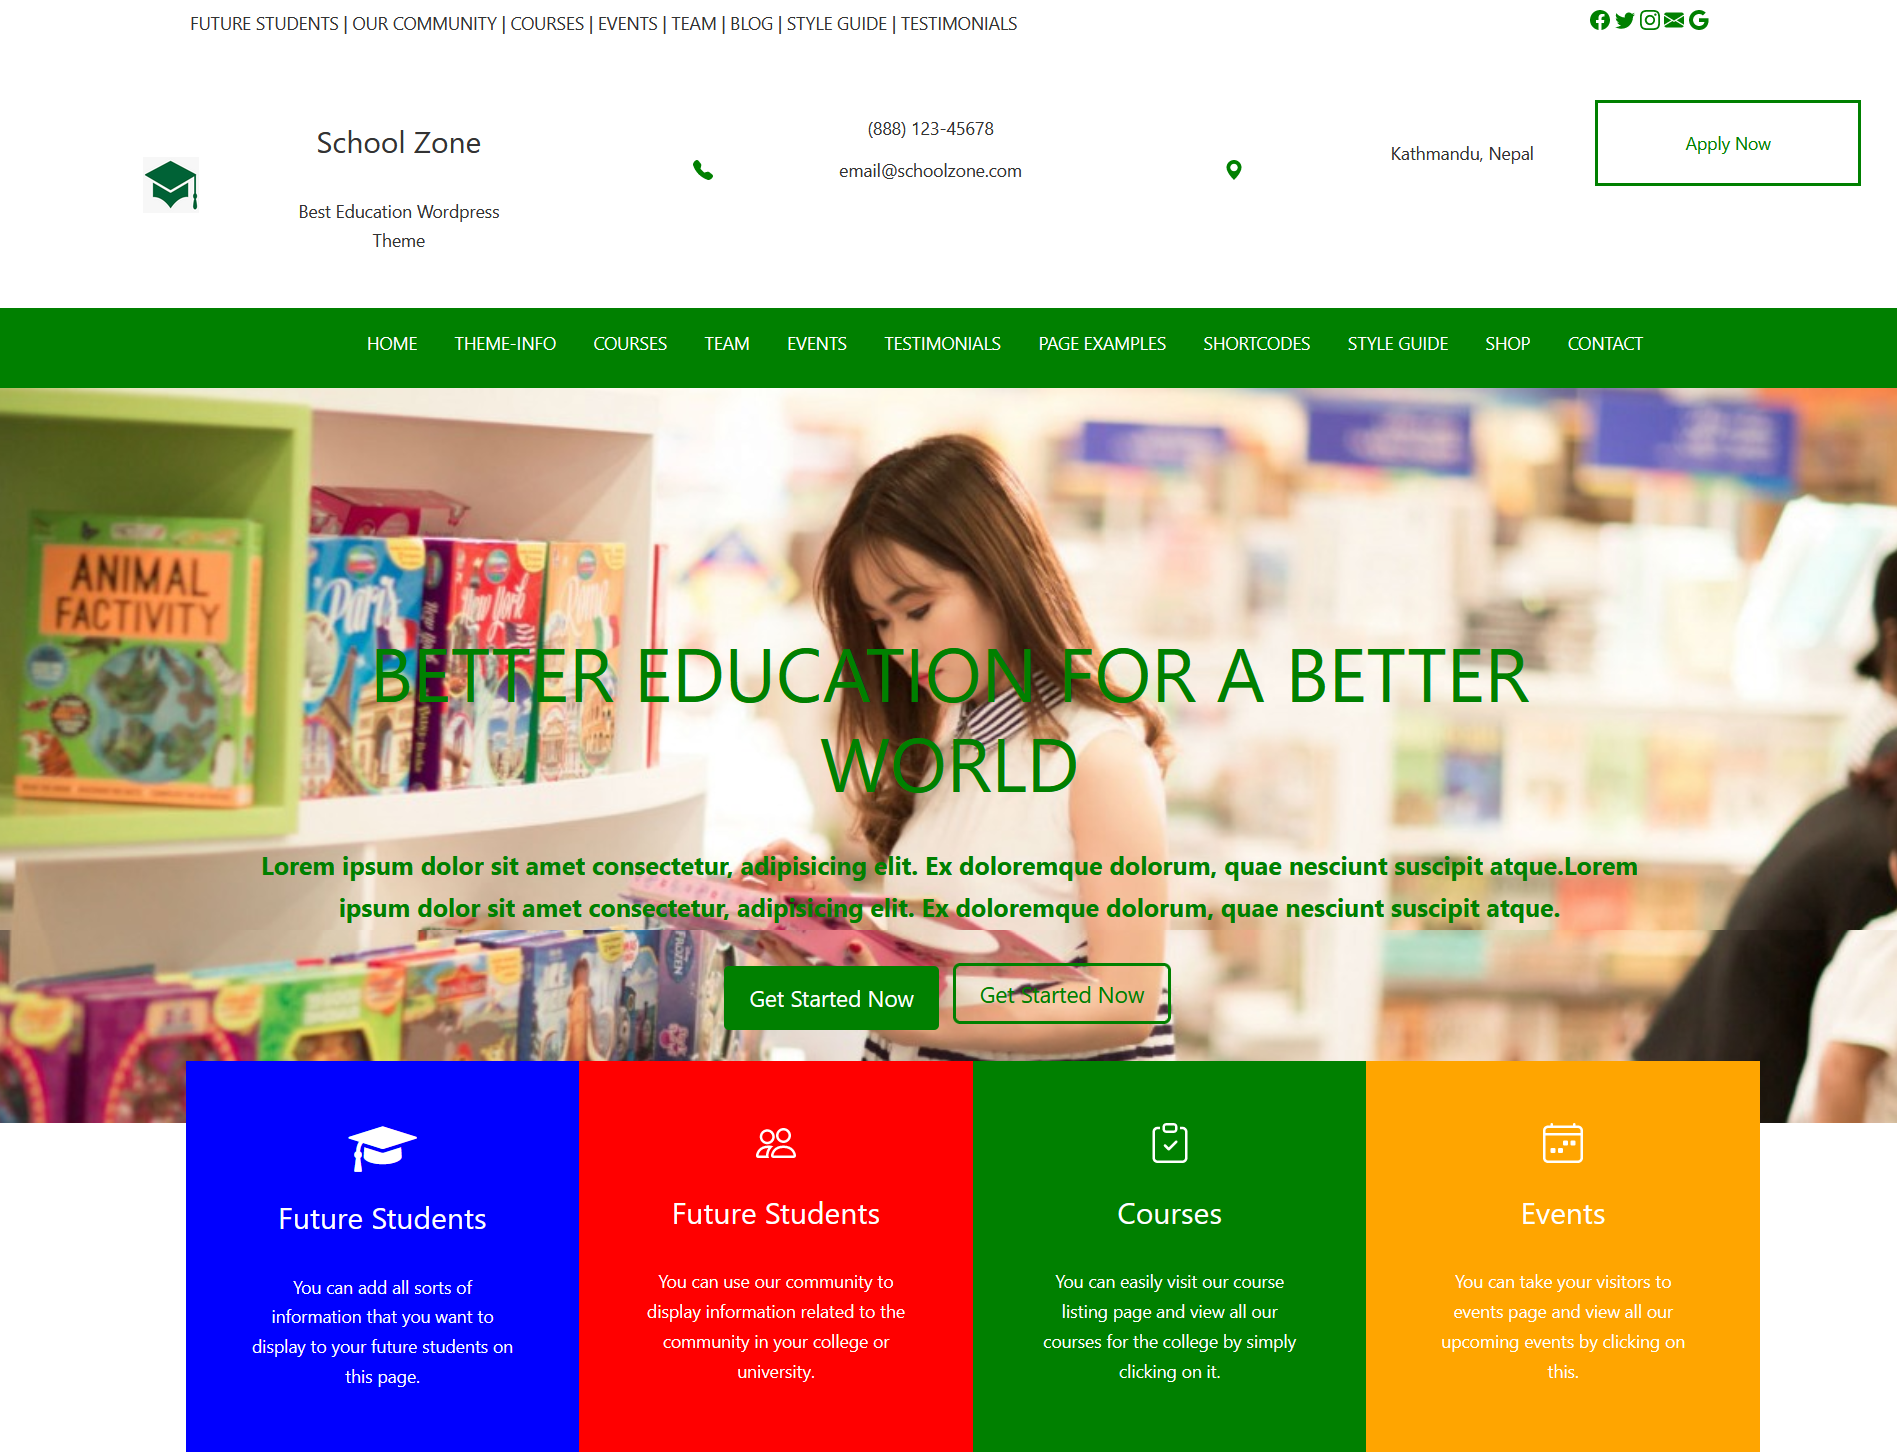 FUTURE STUDENTS | OUR COMMUNITY | COURSES | EVENTS | TEAM | BLOG | STYLE GUIDE | TESTIMONIALS
School Zone
Best Education Wordpress
Theme
(888) 123-45678
email@schoolzone.com
Kathmandu, Nepal
Apply Now
HOME THEME-INFO COURSES TEAM EVENTS TESTIMONIALS PAGE EXAMPLES SHORTCODES STYLE GUIDE SHOP CONTACT
ANIMAL
FACTIVITY
Paris
New York
Rome
BETTER EDUCATION FOR A BETTER
WORLD
Lorem ipsum dolor sit amet consectetur, adipisicing elit. Ex doloremque dolorum, quae nesciunt suscipit atque.Lorem
ipsum dolor sit amet consectetur, adipisicing elit. Ex doloremque dolorum, quae nesciunt suscipit atque.
FROZEN
Get Started Now
Get Started Now
Future Students
You can add all sorts of
information that you want to
display to your future students on
this page.
Future Students
You can use our community to
display information related to the
community in your college or
university.
Courses
You can easily visit our course
listing page and view all our
courses for the college by simply
clicking on it.
Events
You can take your visitors to
events page and view all our
upcoming events by clicking on
this.